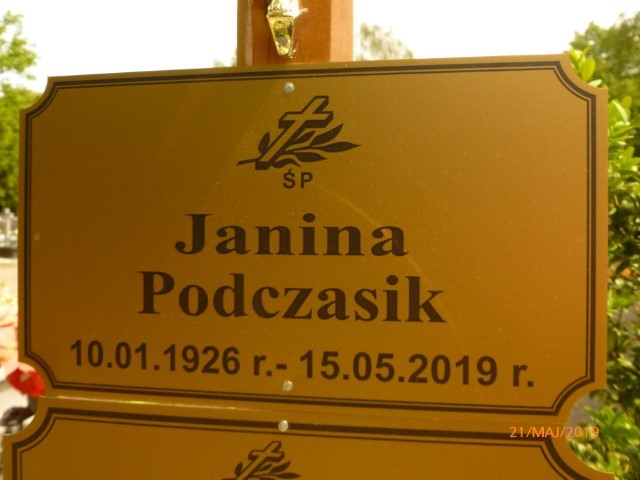 ŚP
Janina
Podczasik
10.01.1926 r.- 15.05.2019 r.
21/MAJ/2019